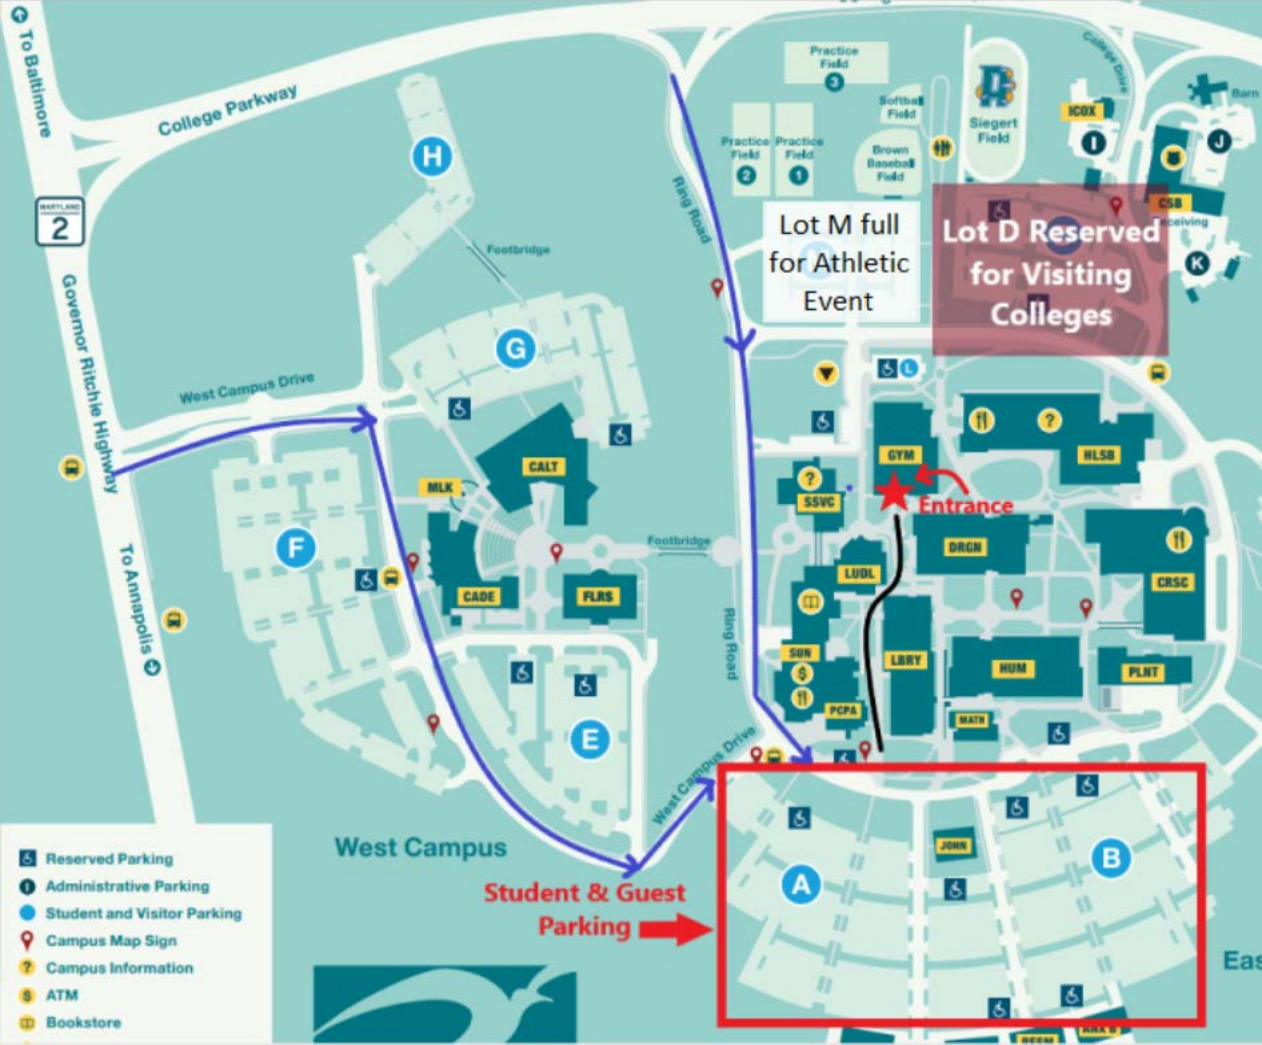 To Baltimore
College Parkway
MARYLAND
2
Governor Ritchie Highway
To Annapolis
West Campus Drive
H
Footbridge
G
F
CALT
MLK
CADE
FLRS
Footbridge
E
West Campus
West Campus Drive
Ring Road
Ring Road
Practice
Field
3
Practice
Field
2
Practice
Field
1
Softball
Field
Brown
Baseball
Field
D
Siegert
Field
College Drive
ICOX
I
Barn
J
CSB
K
Lot M full
for Athletic
Event
Lot D Reserved
for Visiting
Colleges
L
GYM
Entrance
?
HLSB
?
SSVC
DRGN
LUDL
CRSC
SUN
$
LBRY
HUM
PLNT
PCPA
MATH
A
JOHN
B
Student & Guest
Parking
Reserved Parking
I
Administrative Parking
Student and Visitor Parking
Campus Map Sign
?
Campus Information
$
ATM
Bookstore